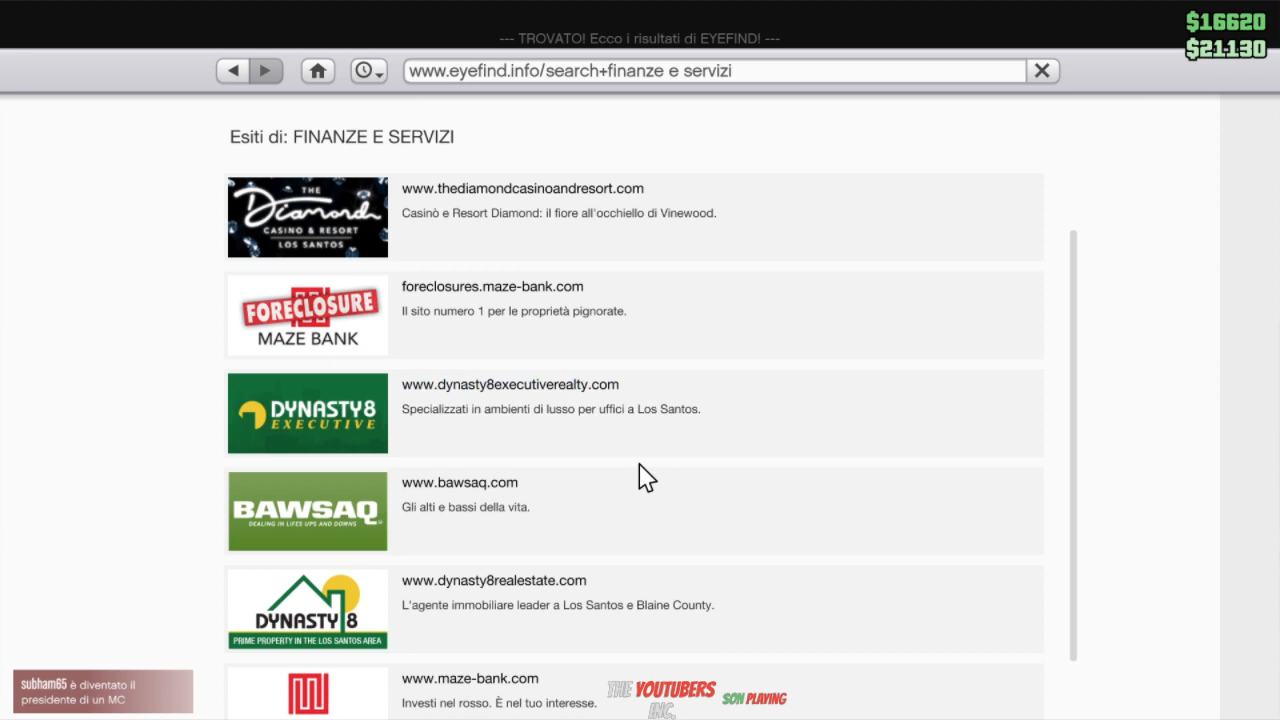 $16620
--- TROVATO! Ecco i risultati di EYEFIND! ---
$21130
www.eyefind.info/search+finanze e servizi
Esiti di: FINANZE E SERVIZI
THE
Diamond
CASINO & RESORT
LOS SANTOS
www.thediamondcasinoandresort.com
Casinò e Resort Diamond: il fiore all'occhiello di Vinewood.
FORECLOSURE
MAZE BANK
foreclosures.maze-bank.com
Il sito numero 1 per le proprietà pignorate.
DYNASTY8
EXECUTIVE
www.dynasty8executiverealty.com
Specializzati in ambienti di lusso per uffici a Los Santos.
BAWSAQ
DEALING IN LIFES UPS AND DOWNS
www.bawsaq.com
Gli alti e bassi della vita.
DYNASTY 8
PRIME PROPERTY IN THE LOS SANTOS AREA
www.dynasty8realestate.com
L'agente immobiliare leader a Los Santos e Blaine County.
www.maze-bank.com
Investi nel rosso. È nel tuo interesse.
subham65 è diventato il
presidente di un MC
THE YOUTUBERS
INC.
SON PLAYING